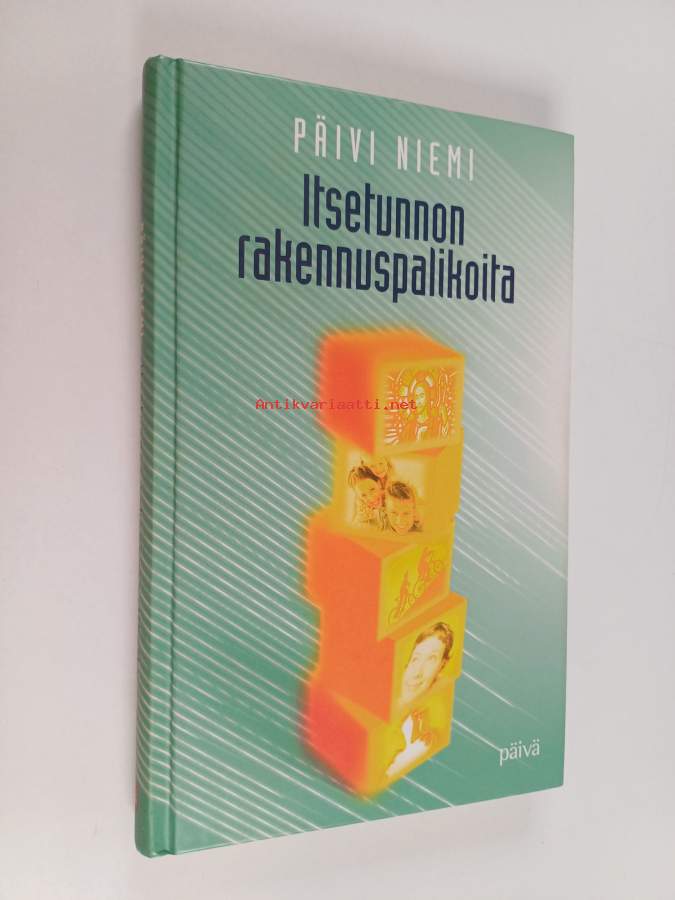 PÄIVI NIEMI
Itsetunnon
rakennuspalikoita
Antikvariaatti.net
päivä